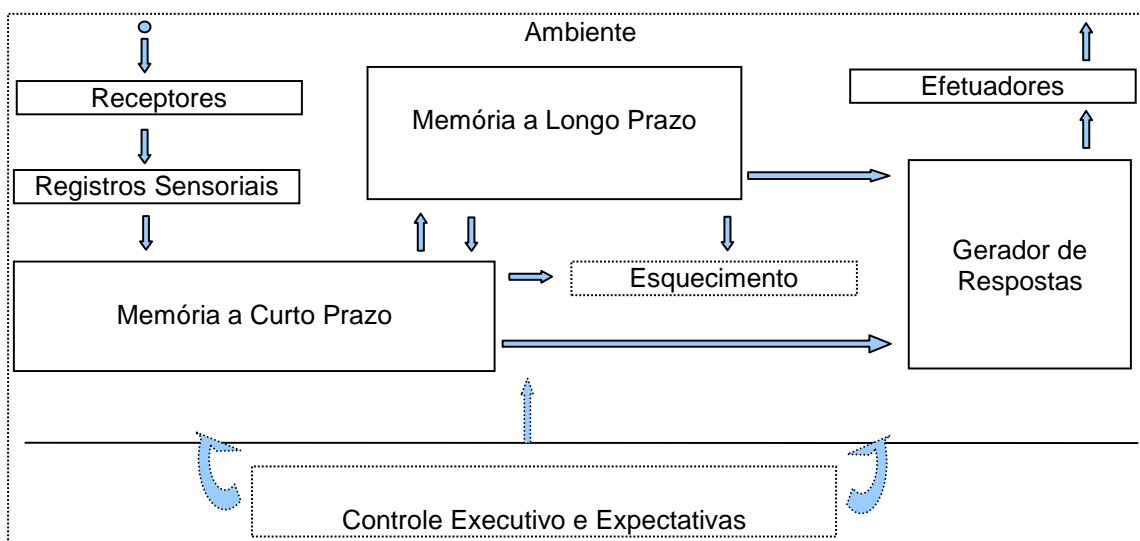 Ambiente
Receptores
Efetuadores
Memória a Longo Prazo
Registros Sensoriais
Gerador de
Respostas
Esquecimento
Memória a Curto Prazo
Controle Executivo e Expectativas